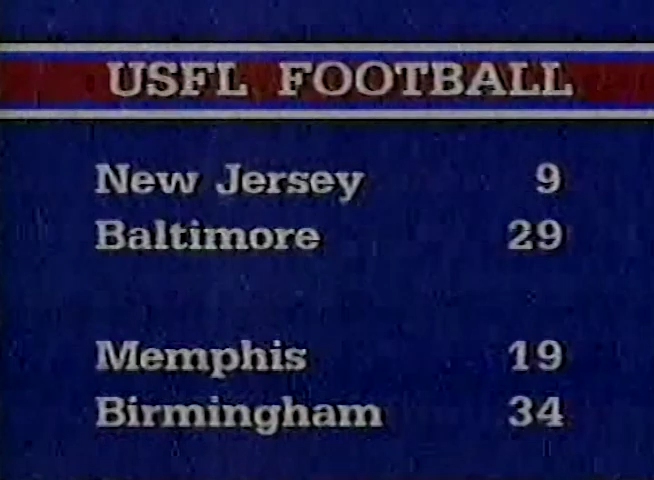 USFL FOOTBALL
New Jersey 9
Baltimore 29
Memphis 19
Birmingham 34